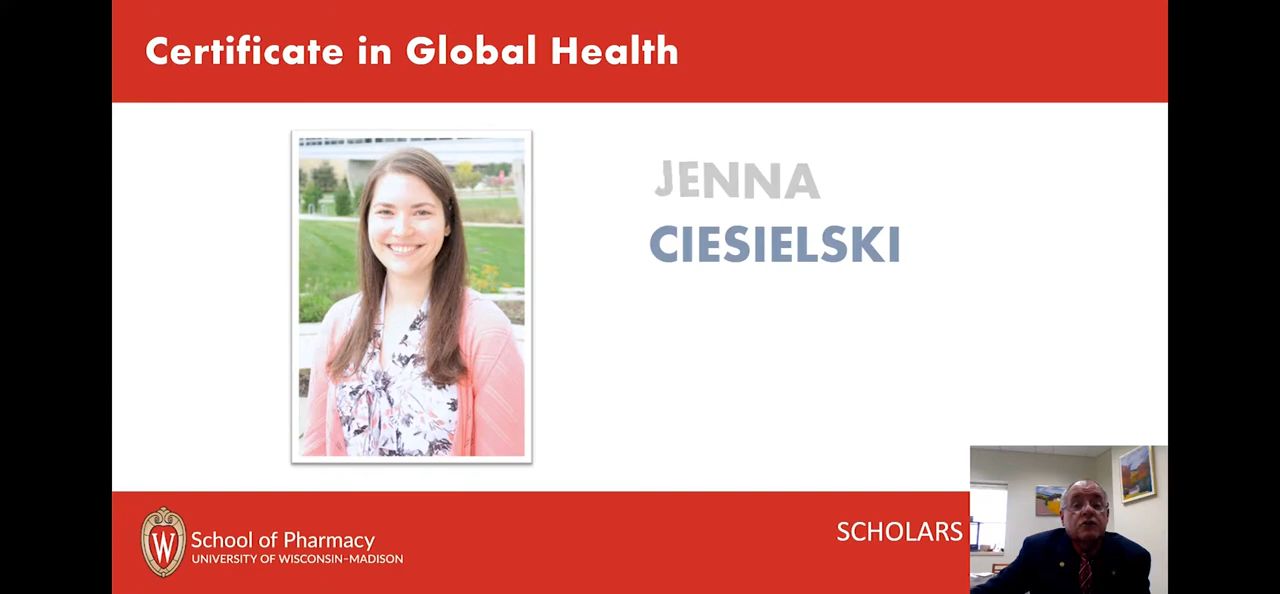 Certificate in Global Health
JENNA
CIESIELSKI
SCHOLARS
W
School of Pharmacy
UNIVERSITY OF WISCONSIN–MADISON